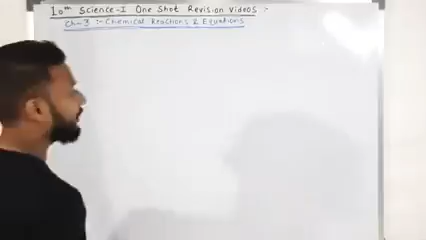 10th Science-I One Shot Revision Videos :-
Ch-3 :- Chemical Reactions & Equations